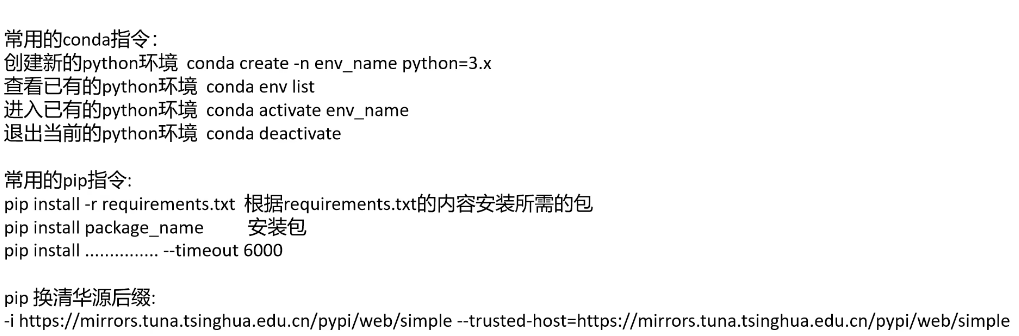 常用的conda指令：
创建新的python环境 conda create -n env_name python=3.x
查看已有的python环境 conda env list
进入已有的python环境 conda activate env_name
退出当前的python环境 conda deactivate
常用的pip指令:
pip install -r requirements.txt 根据requirements.txt的内容安装所需的包
pip install package_name 安装包
pip install ............... --timeout 6000
pip 换清华源后缀:
-i https://mirrors.tuna.tsinghua.edu.cn/pypi/web/simple --trusted-host=https://mirrors.tuna.tsinghua.edu.cn/pypi/web/simple